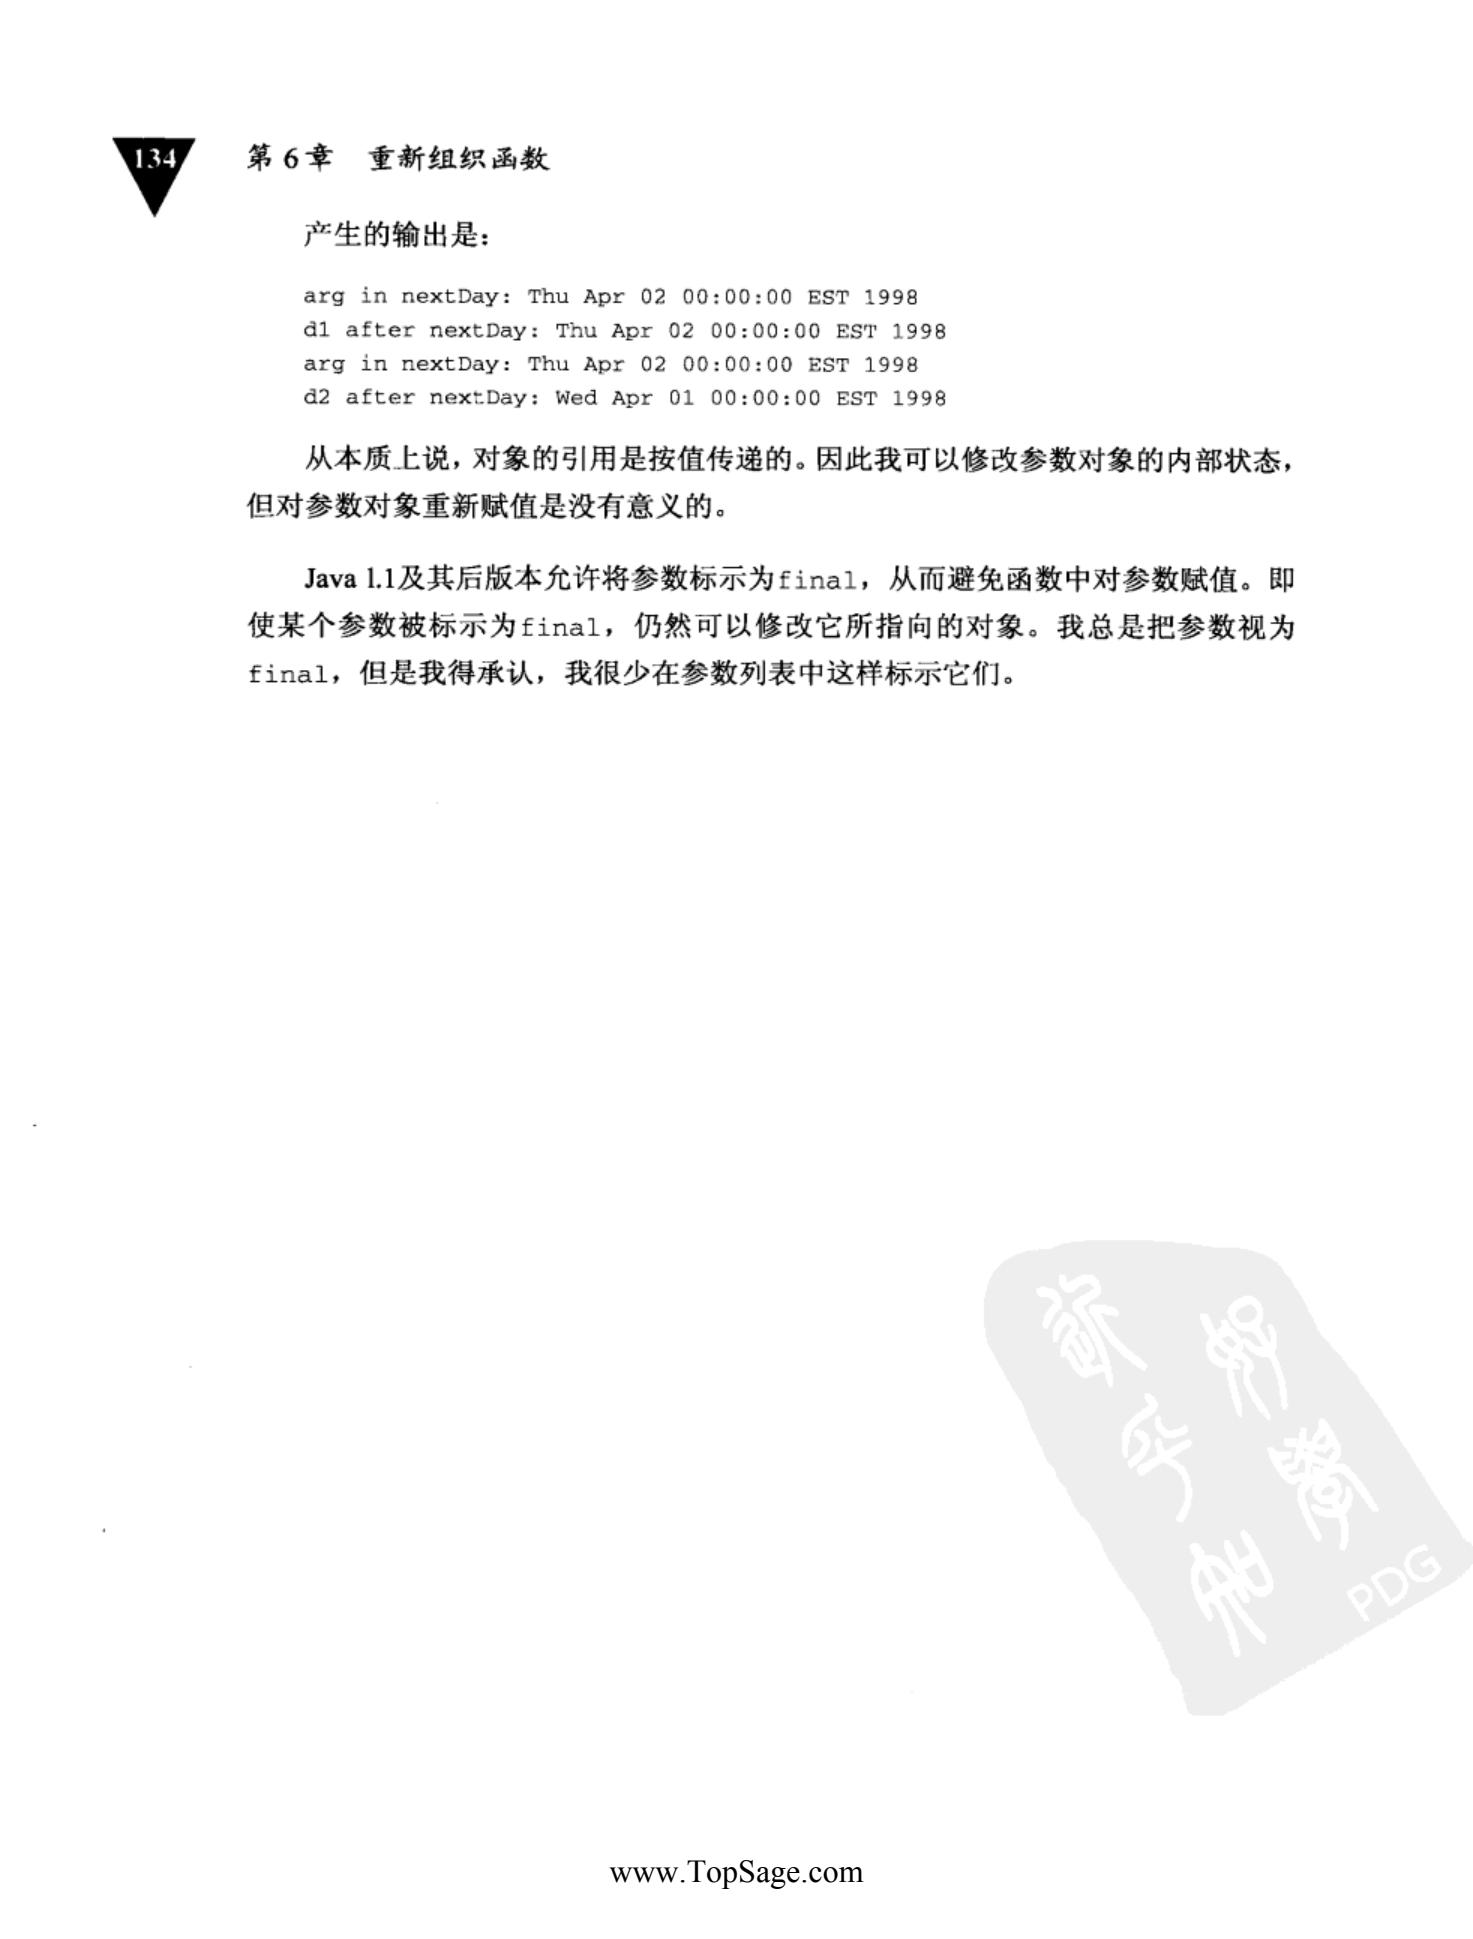 134
第 6 章 重新组织函数
产生的输出是：
arg in nextDay: Thu Apr 02 00:00:00 EST 1998
d1 after nextDay: Thu Apr 02 00:00:00 EST 1998
arg in nextDay: Thu Apr 02 00:00:00 EST 1998
d2 after nextDay: Wed Apr 01 00:00:00 EST 1998
从本质上说，对象的引用是按值传递的。因此我可以修改参数对象的内部状态，
但对参数对象重新赋值是没有意义的。
Java 1.1及其后版本允许将参数标示为final，从而避免函数中对参数赋值。即
使某个参数被标示为final，仍然可以修改它所指向的对象。我总是把参数视为
final，但是我得承认，我很少在参数列表中这样标示它们。
PDG
www.TopSage.com